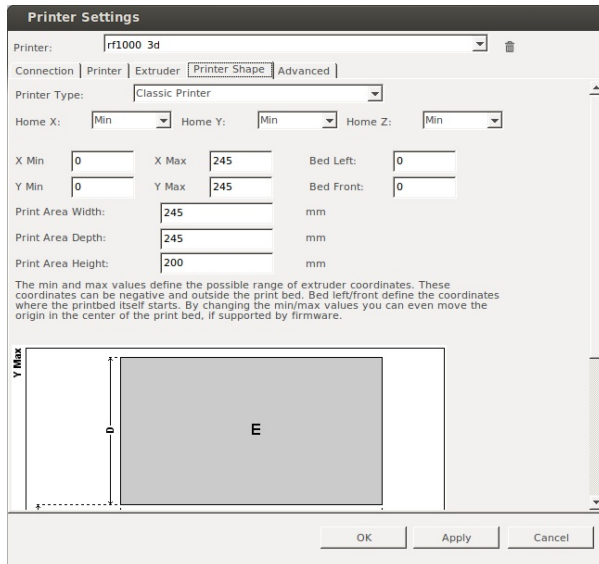 Printer Settings
Printer: rf1000 3d
Connection Printer Extruder Printer Shape Advanced
Printer Type: Classic Printer
Home X: Min Home Y: Min Home Z: Min
X Min 0 X Max 245 Bed Left: 0
Y Min 0 Y Max 245 Bed Front: 0
Print Area Width: 245 mm
Print Area Depth: 245 mm
Print Area Height: 200 mm
The min and max values define the possible range of extruder coordinates. These
coordinates can be negative and outside the print bed. Bed left/front define the coordinates
where the printbed itself starts. By changing the min/max values you can even move the
origin in the center of the print bed, if supported by firmware.
Y Max
D
E
OK Apply Cancel